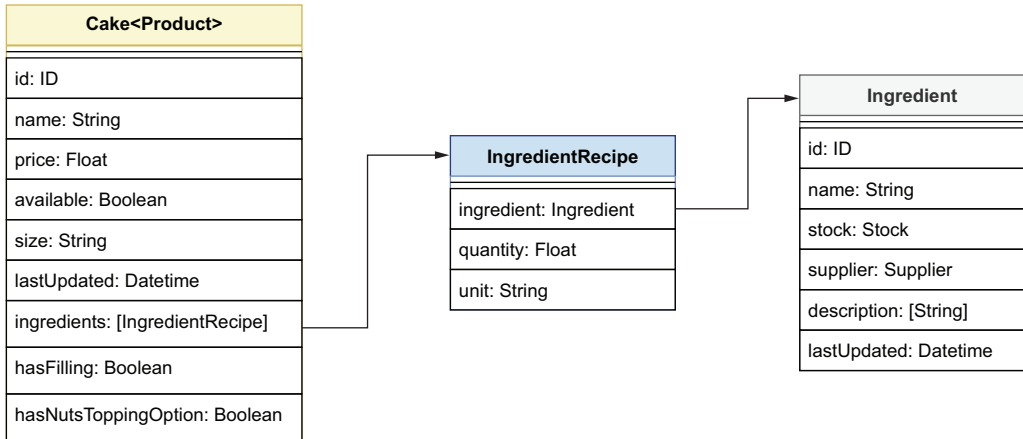 Cake<Product>
id: ID
name: String
price: Float
available: Boolean
size: String
lastUpdated: Datetime
ingredients: [IngredientRecipe]
hasFilling: Boolean
hasNutsToppingOption: Boolean
IngredientRecipe
ingredient: Ingredient
quantity: Float
unit: String
Ingredient
id: ID
name: String
stock: Stock
supplier: Supplier
description: [String]
lastUpdated: Datetime